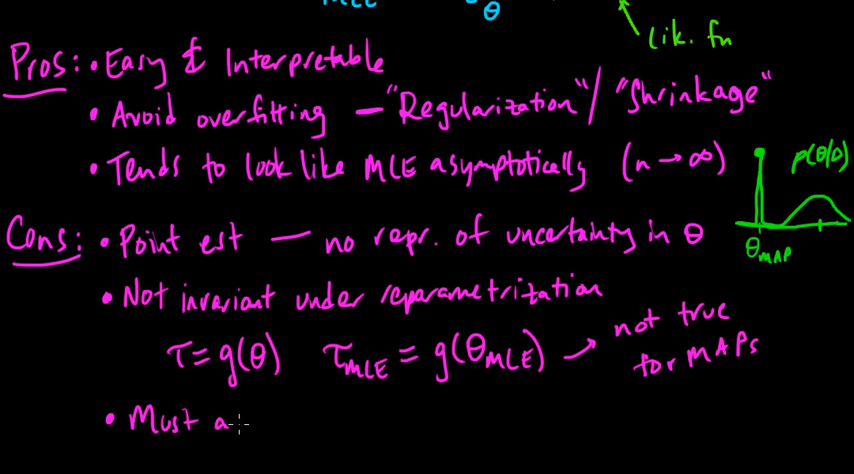 MLE θ
lik. fn
Pros: • Easy & Interpretable
• Avoid overfitting — "Regularization" / "Shrinkage"
• Tends to look like MLE asymptotically (n → ∞)
p(θ|D)
θMAP
Cons: • Point est — no repr. of uncertainty in θ
• Not invariant under reparametrization
τ = g(θ) τMLE = g(θMLE) → not true
for MAPs
• Must a